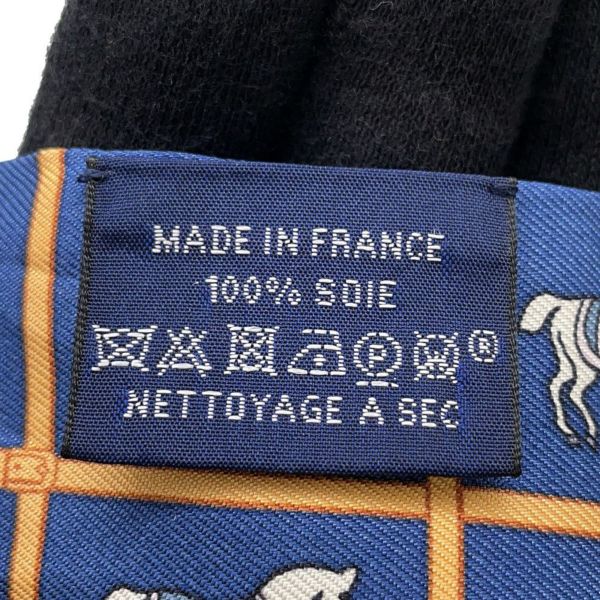 MADE IN FRANCE
100% SOIE
P ®
NETTOYAGE A SEC